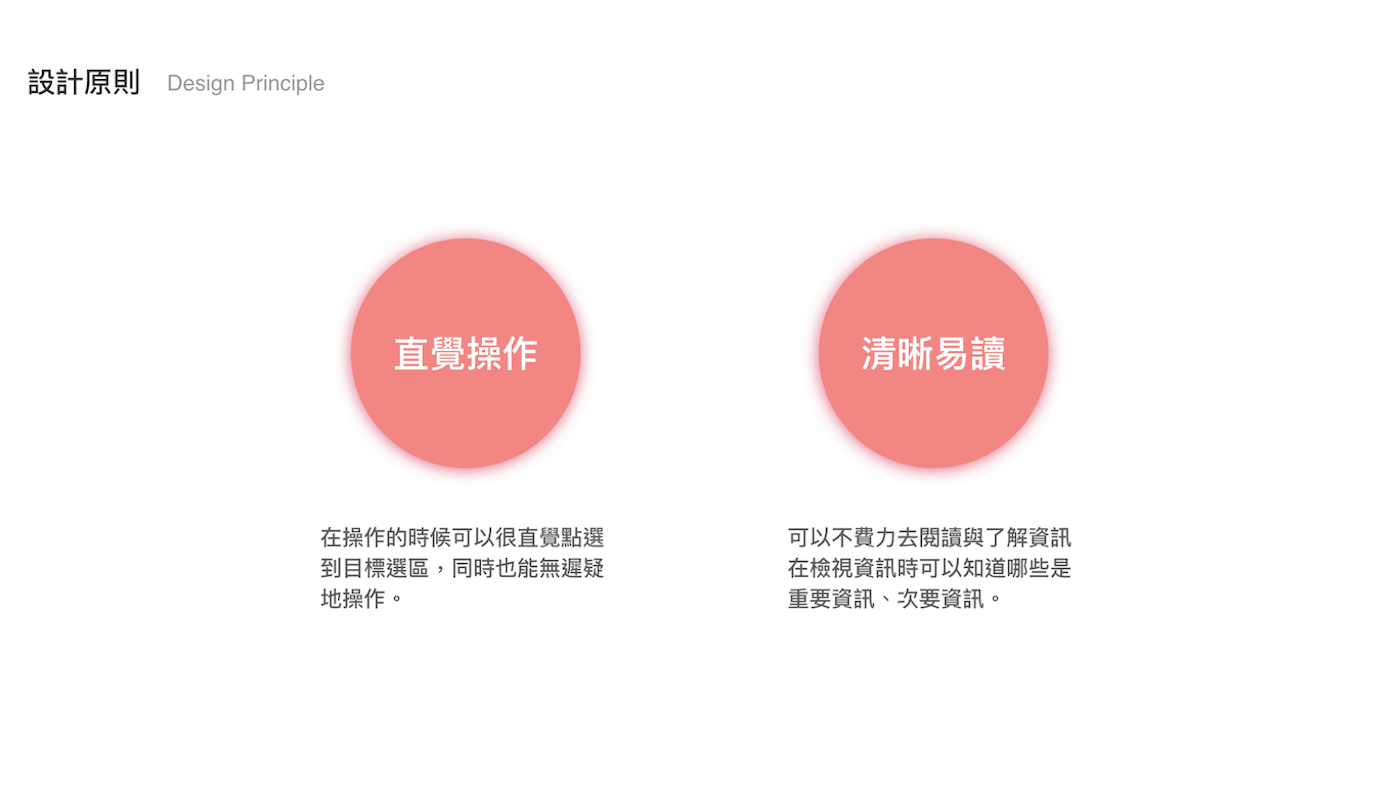 設計原則 Design Principle
直覺操作
在操作的時候可以很直覺點選
到目標選區，同時也能無遲疑
地操作。
清晰易讀
可以不費力去閱讀與了解資訊
在檢視資訊時可以知道哪些是
重要資訊、次要資訊。